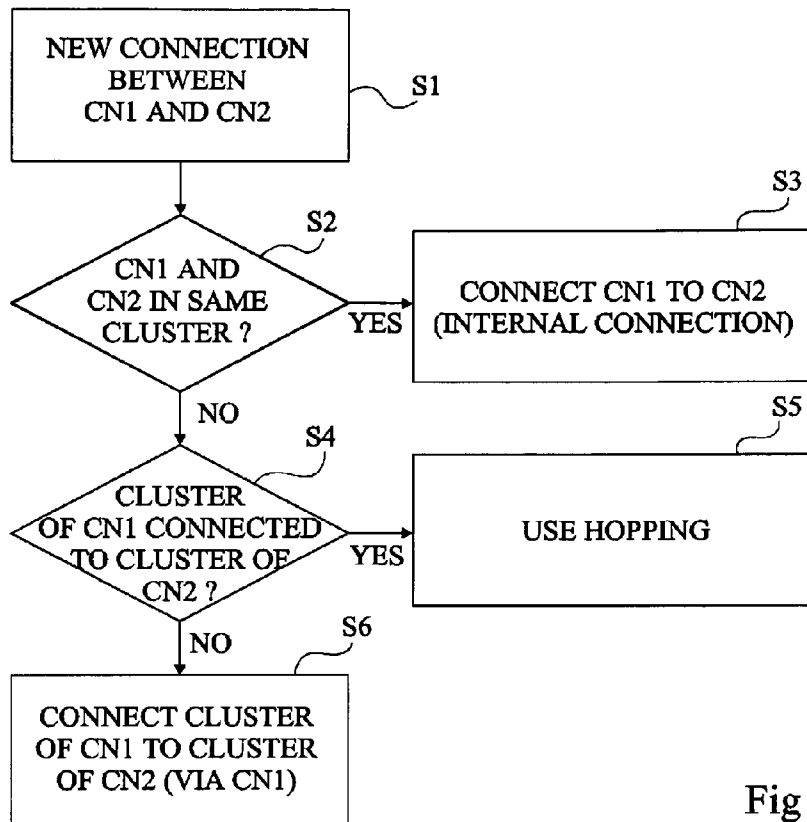 NEW CONNECTION
BETWEEN
CN1 AND CN2
S1
S2
CN1 AND
CN2 IN SAME
CLUSTER ?
YES
S3
CONNECT CN1 TO CN2
(INTERNAL CONNECTION)
NO
S4
CLUSTER
OF CN1 CONNECTED
TO CLUSTER OF
CN2 ?
YES
S5
USE HOPPING
NO
S6
CONNECT CLUSTER
OF CN1 TO CLUSTER
OF CN2 (VIA CN1)
Fig